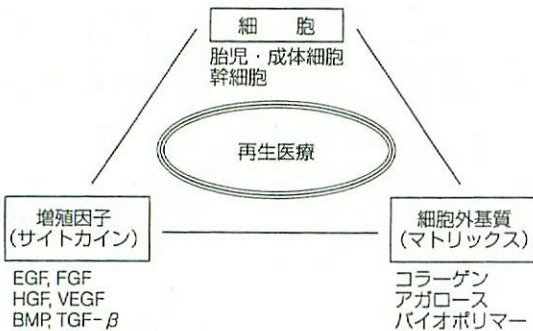 細 胞
胎児・成体細胞
幹細胞
再生医療
増殖因子
(サイトカイン)
EGF, FGF
HGF, VEGF
BMP, TGF-β
細胞外基質
(マトリックス)
コラーゲン
アガロース
バイオポリマー